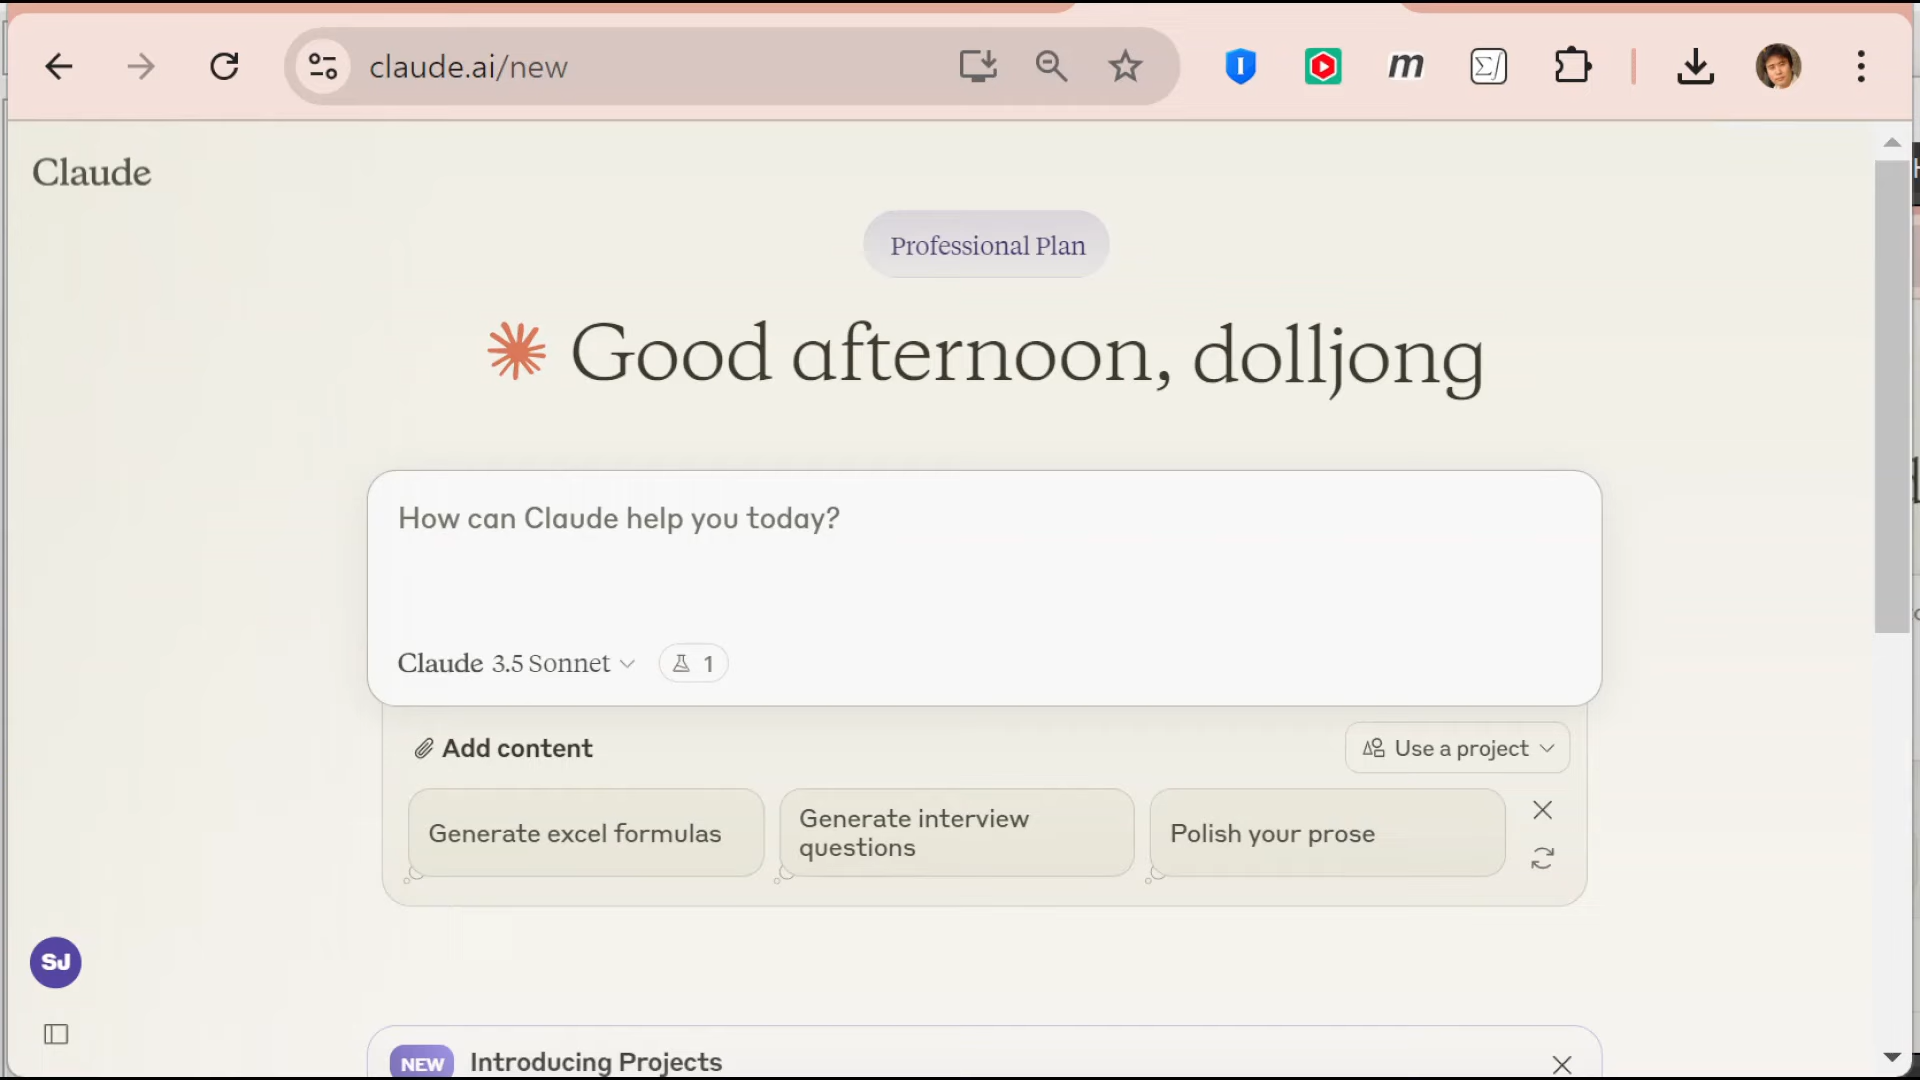 claude.ai/new
Claude
Professional Plan
Good afternoon, dolljong
How can Claude help you today?
Claude 3.5 Sonnet
1
Add content
Use a project
Generate excel formulas
Generate interview
questions
Polish your prose
SJ
NEW Introducing Projects